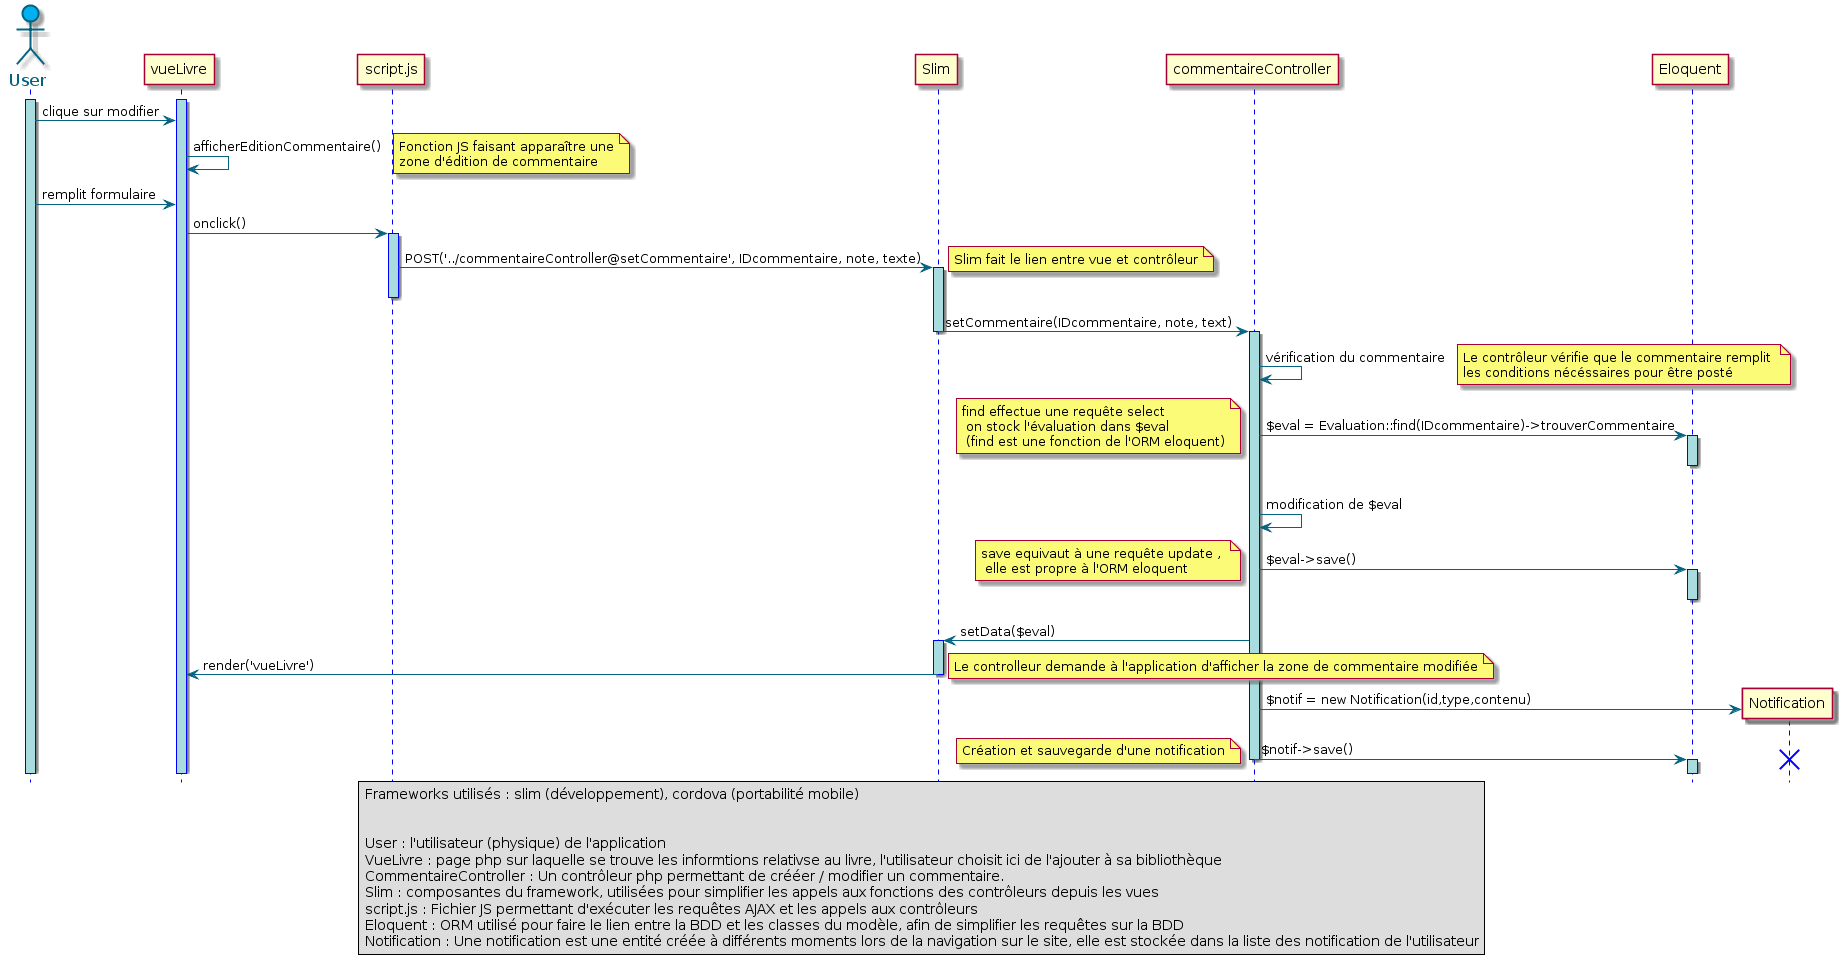 User
vueLivre
script.js
Slim
commentaireController
Eloquent
clique sur modifier
afficherEditionCommentaire()
Fonction JS faisant apparaître une
zone d'édition de commentaire
remplit formulaire
onclick()
POST('../commentaireController@setCommentaire', IDcommentaire, note, texte)
Slim fait le lien entre vue et contrôleur
setCommentaire(IDcommentaire, note, text)
vérification du commentaire
Le contrôleur vérifie que le commentaire remplit
les conditions nécéssaires pour être posté
find effectue une requête select
on stock l'évaluation dans $eval
(find est une fonction de l'ORM eloquent)
$eval = Evaluation::find(IDcommentaire)->trouverCommentaire
modification de $eval
save equivaut à une requête update ,
elle est propre à l'ORM eloquent
$eval->save()
setData($eval)
render('vueLivre')
Le controlleur demande à l'application d'afficher la zone de commentaire modifiée
$notif = new Notification(id,type,contenu)
Notification
Création et sauvegarde d'une notification
$notif->save()
Frameworks utilisés : slim (développement), cordova (portabilité mobile)
User : l'utilisateur (physique) de l'application
VueLivre : page php sur laquelle se trouve les informtions relativse au livre, l'utilisateur choisit ici de l'ajouter à sa bibliothèque
CommentaireController : Un contrôleur php permettant de crééer / modifier un commentaire.
Slim : composantes du framework, utilisées pour simplifier les appels aux fonctions des contrôleurs depuis les vues
script.js : Fichier JS permettant d'exécuter les requêtes AJAX et les appels aux contrôleurs
Eloquent : ORM utilisé pour faire le lien entre la BDD et les classes du modèle, afin de simplifier les requêtes sur la BDD
Notification : Une notification est une entité créée à différents moments lors de la navigation sur le site, elle est stockée dans la liste des notification de l'utilisateur